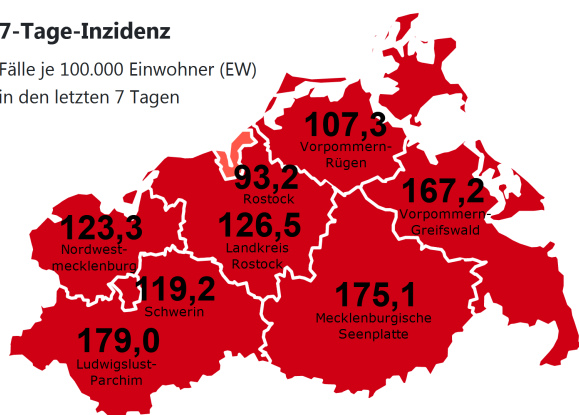 7-Tage-Inzidenz
Fälle je 100.000 Einwohner (EW)
in den letzten 7 Tagen
107,3
Vorpommern-
Rügen
93,2
Rostock
167,2
Vorpommern-
Greifswald
123,3
Nordwest-
mecklenburg
126,5
Landkreis
Rostock
119,2
Schwerin
175,1
Mecklenburgische
Seenplatte
179,0
Ludwigslust-
Parchim